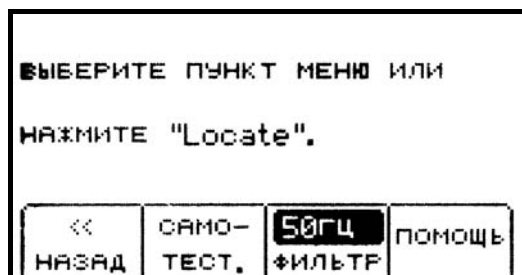 ВЫБЕРИТЕ ПУНКТ МЕНЮ ИЛИ
НАЖМИТЕ "Locate".
<< НАЗАД
САМО-
ТЕСТ.
50ГЦ
ФИЛЬТР
ПОМОЩЬ